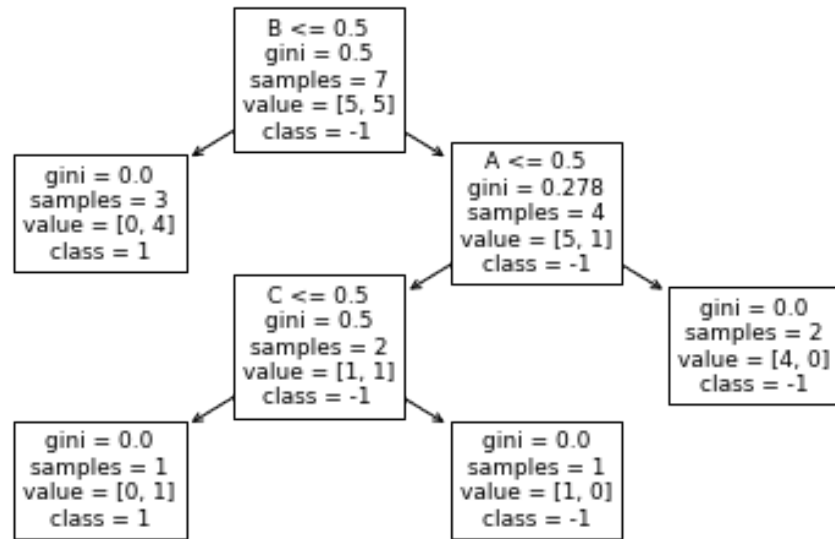 B <= 0.5
gini = 0.5
samples = 7
value = [5, 5]
class = -1
gini = 0.0
samples = 3
value = [0, 4]
class = 1
A <= 0.5
gini = 0.278
samples = 4
value = [5, 1]
class = -1
C <= 0.5
gini = 0.5
samples = 2
value = [1, 1]
class = -1
gini = 0.0
samples = 2
value = [4, 0]
class = -1
gini = 0.0
samples = 1
value = [0, 1]
class = 1
gini = 0.0
samples = 1
value = [1, 0]
class = -1